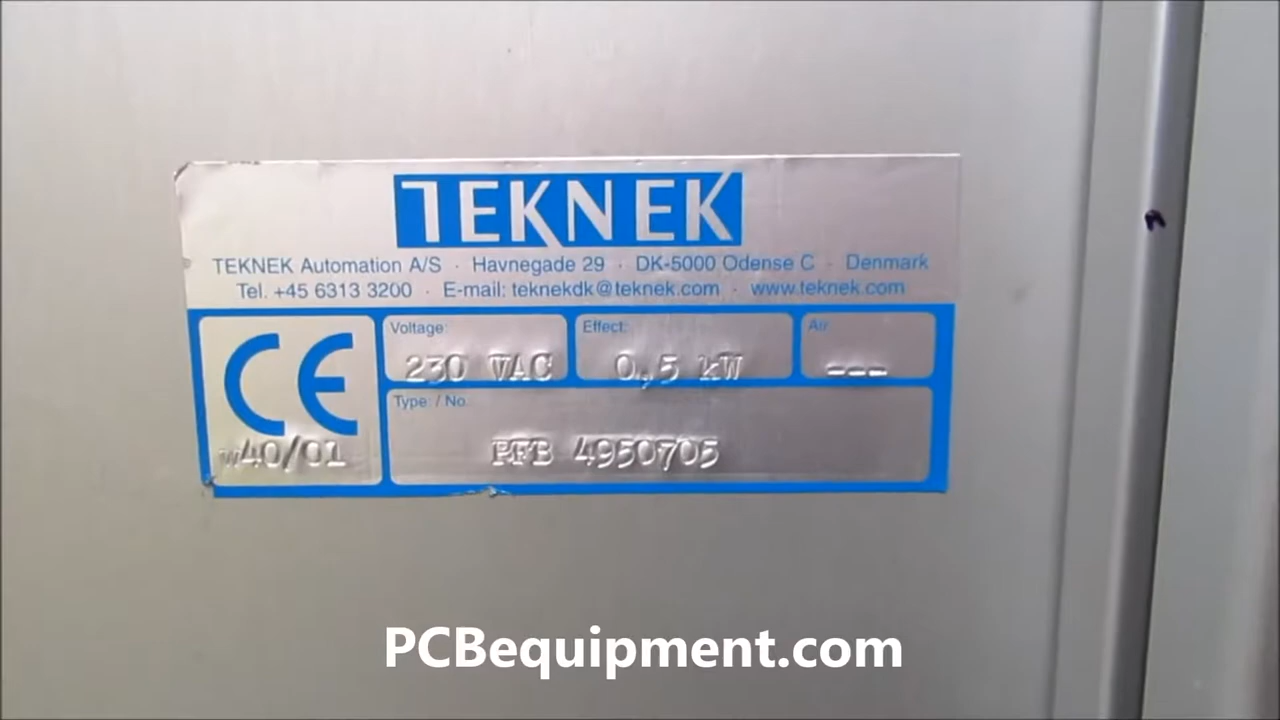 TEKNEK
TEKNEK Automation A/S · Havnegade 29 · DK-5000 Odense C · Denmark
Tel. +45 6313 3200 · E-mail: teknekdk@teknek.com · www.teknek.com
CE
w40/01
Voltage: Effect: Air
230 VAC 0,5 kW ---
Type: / No.
PFB 4950705
PCBequipment.com